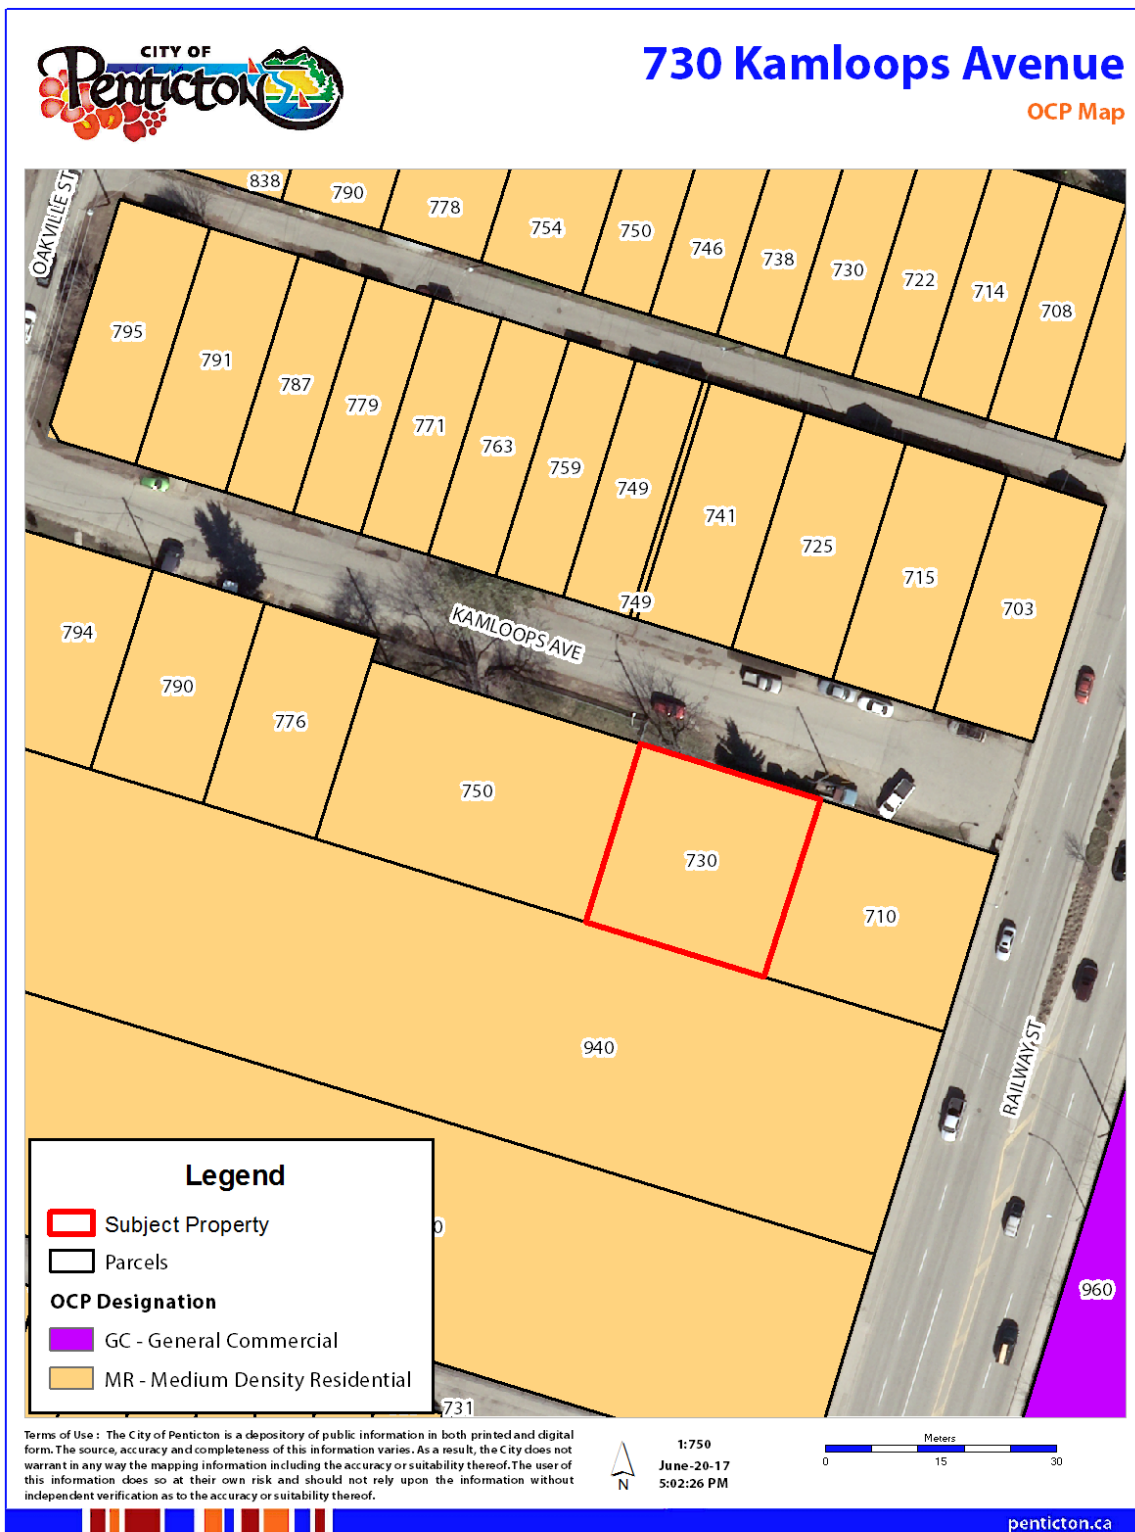 CITY OF
Penticton
730 Kamloops Avenue
OCP Map
OAKVILLE ST
838
790
778
754
750
746
738
730
722
714
708
795
791
787
779
771
763
759
749
741
725
715
703
749
KAMLOOPS AVE
794
790
776
750
730
710
940
RAILWAY ST
960
0
731
Legend
Subject Property
Parcels
OCP Designation
GC - General Commercial
MR - Medium Density Residential
Terms of Use : The City of Penticton is a depository of public information in both printed and digital
form. The source, accuracy and completeness of this information varies. As a result, the City does not
warrant in any way the mapping information including the accuracy or suitability thereof. The user of
this information does so at their own risk and should not rely upon the information without
independent verification as to the accuracy or suitability thereof.
N
1:750
June-20-17
5:02:26 PM
Meters
0 15 30
penticton.ca